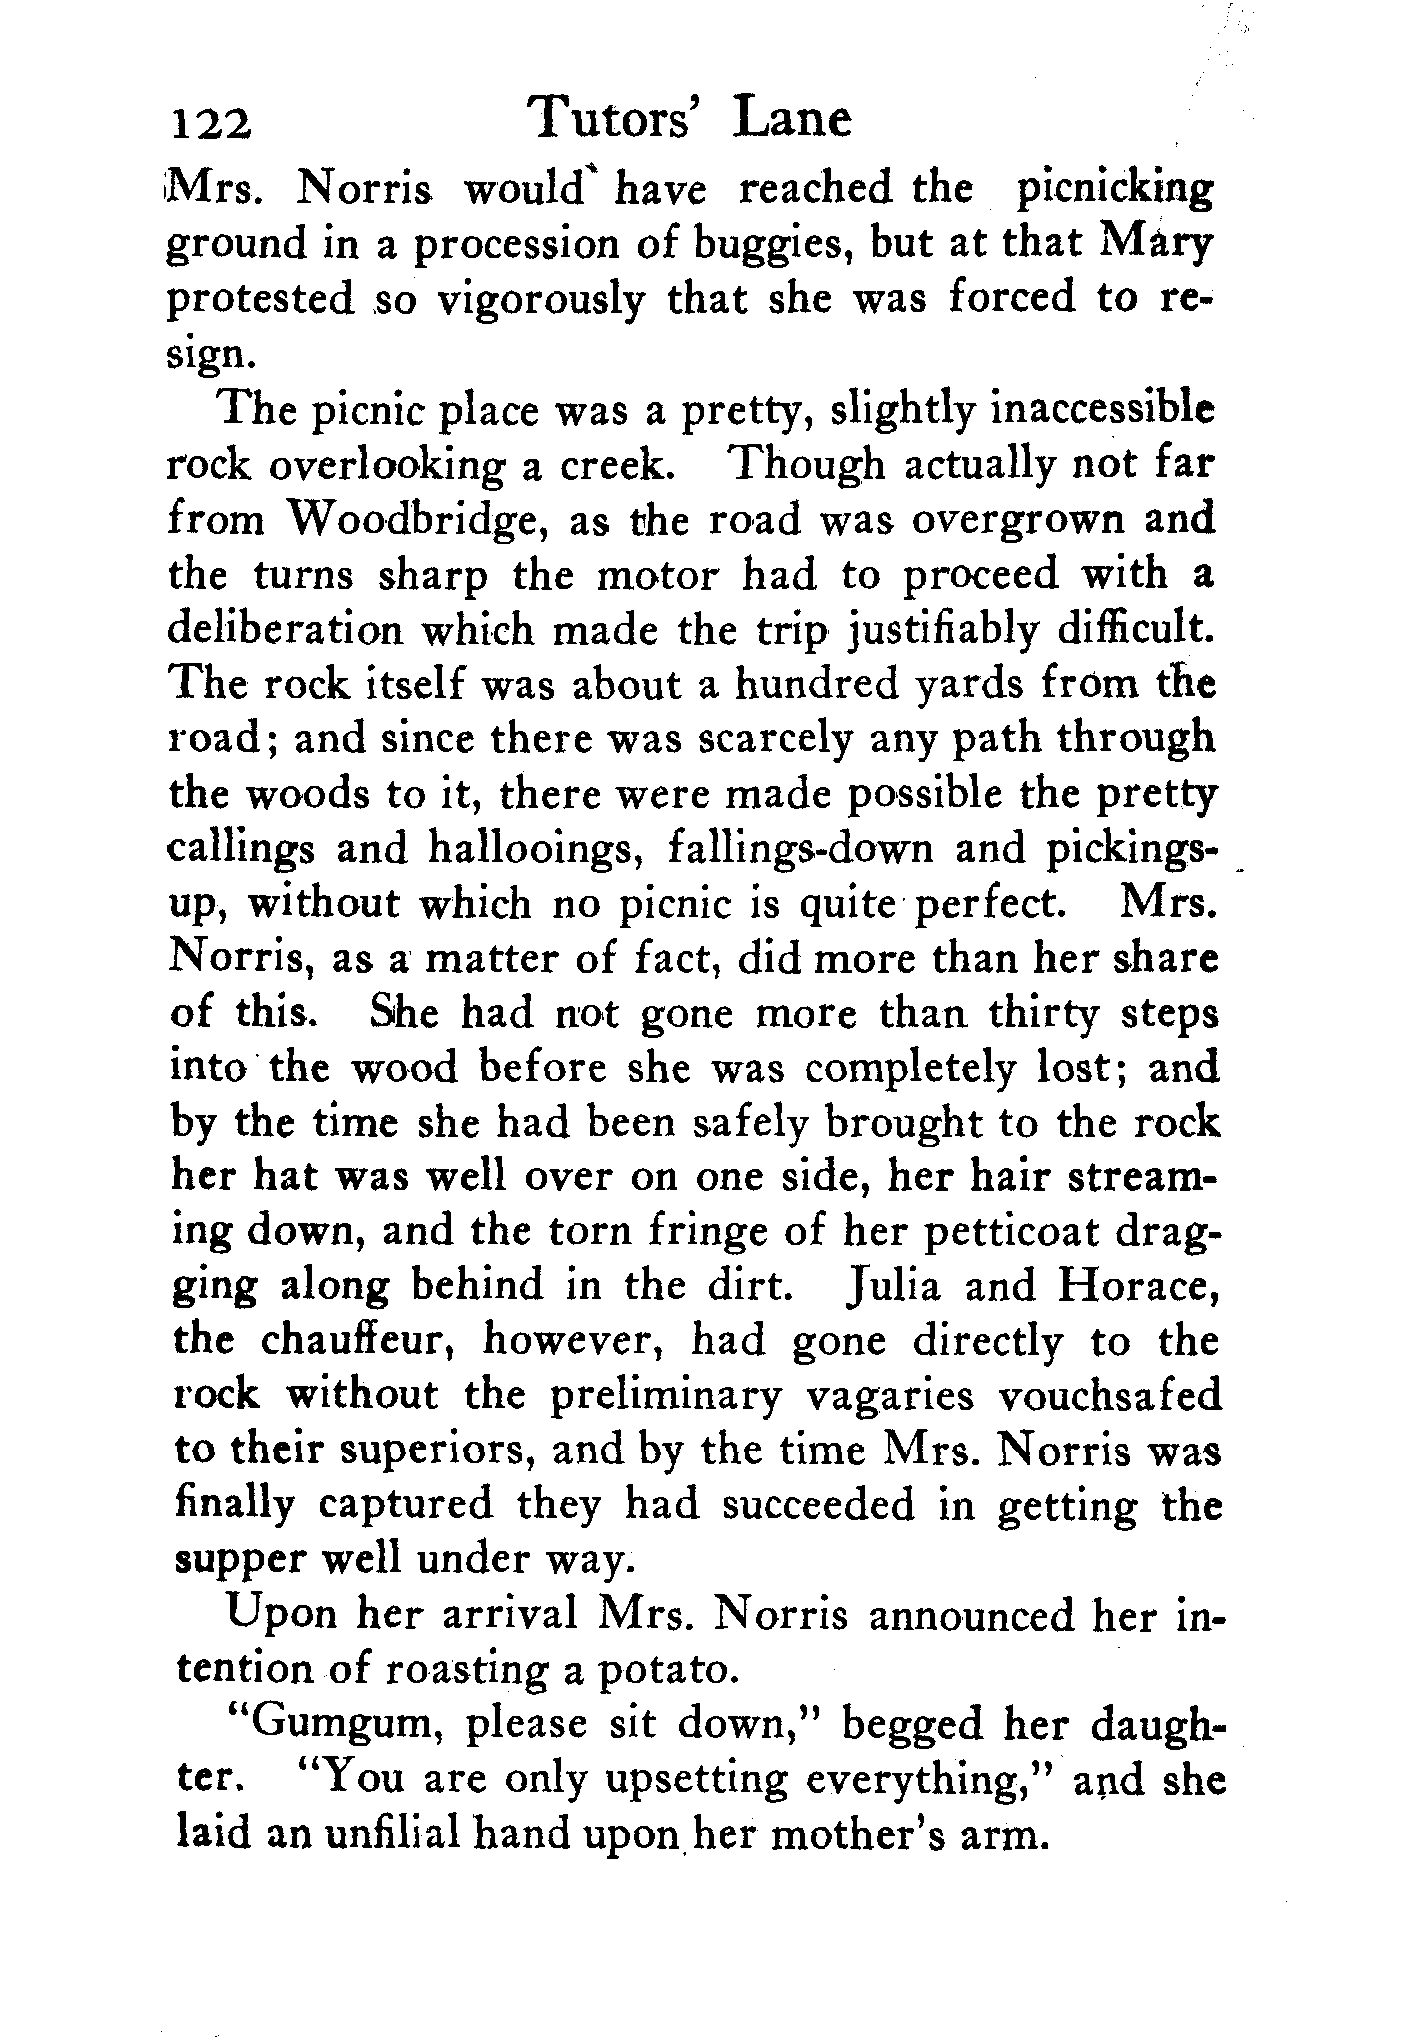 122 Tutors' Lane
Mrs. Norris would have reached the picnicking
ground in a procession of buggies, but at that Mary
protested so vigorously that she was forced to re-
sign.
The picnic place was a pretty, slightly inaccessible
rock overlooking a creek. Though actually not far
from Woodbridge, as the road was overgrown and
the turns sharp the motor had to proceed with a
deliberation which made the trip justifiably difficult.
The rock itself was about a hundred yards from the
road; and since there was scarcely any path through
the woods to it, there were made possible the pretty
callings and hallooings, fallings-down and pickings-
up, without which no picnic is quite perfect. Mrs.
Norris, as a matter of fact, did more than her share
of this. She had not gone more than thirty steps
into the wood before she was completely lost; and
by the time she had been safely brought to the rock
her hat was well over on one side, her hair stream-
ing down, and the torn fringe of her petticoat drag-
ging along behind in the dirt. Julia and Horace,
the chauffeur, however, had gone directly to the
rock without the preliminary vagaries vouchsafed
to their superiors, and by the time Mrs. Norris was
finally captured they had succeeded in getting the
supper well under way.
Upon her arrival Mrs. Norris announced her in-
tention of roasting a potato.
"Gumgum, please sit down," begged her daugh-
ter. "You are only upsetting everything," and she
laid an unfilial hand upon her mother's arm.